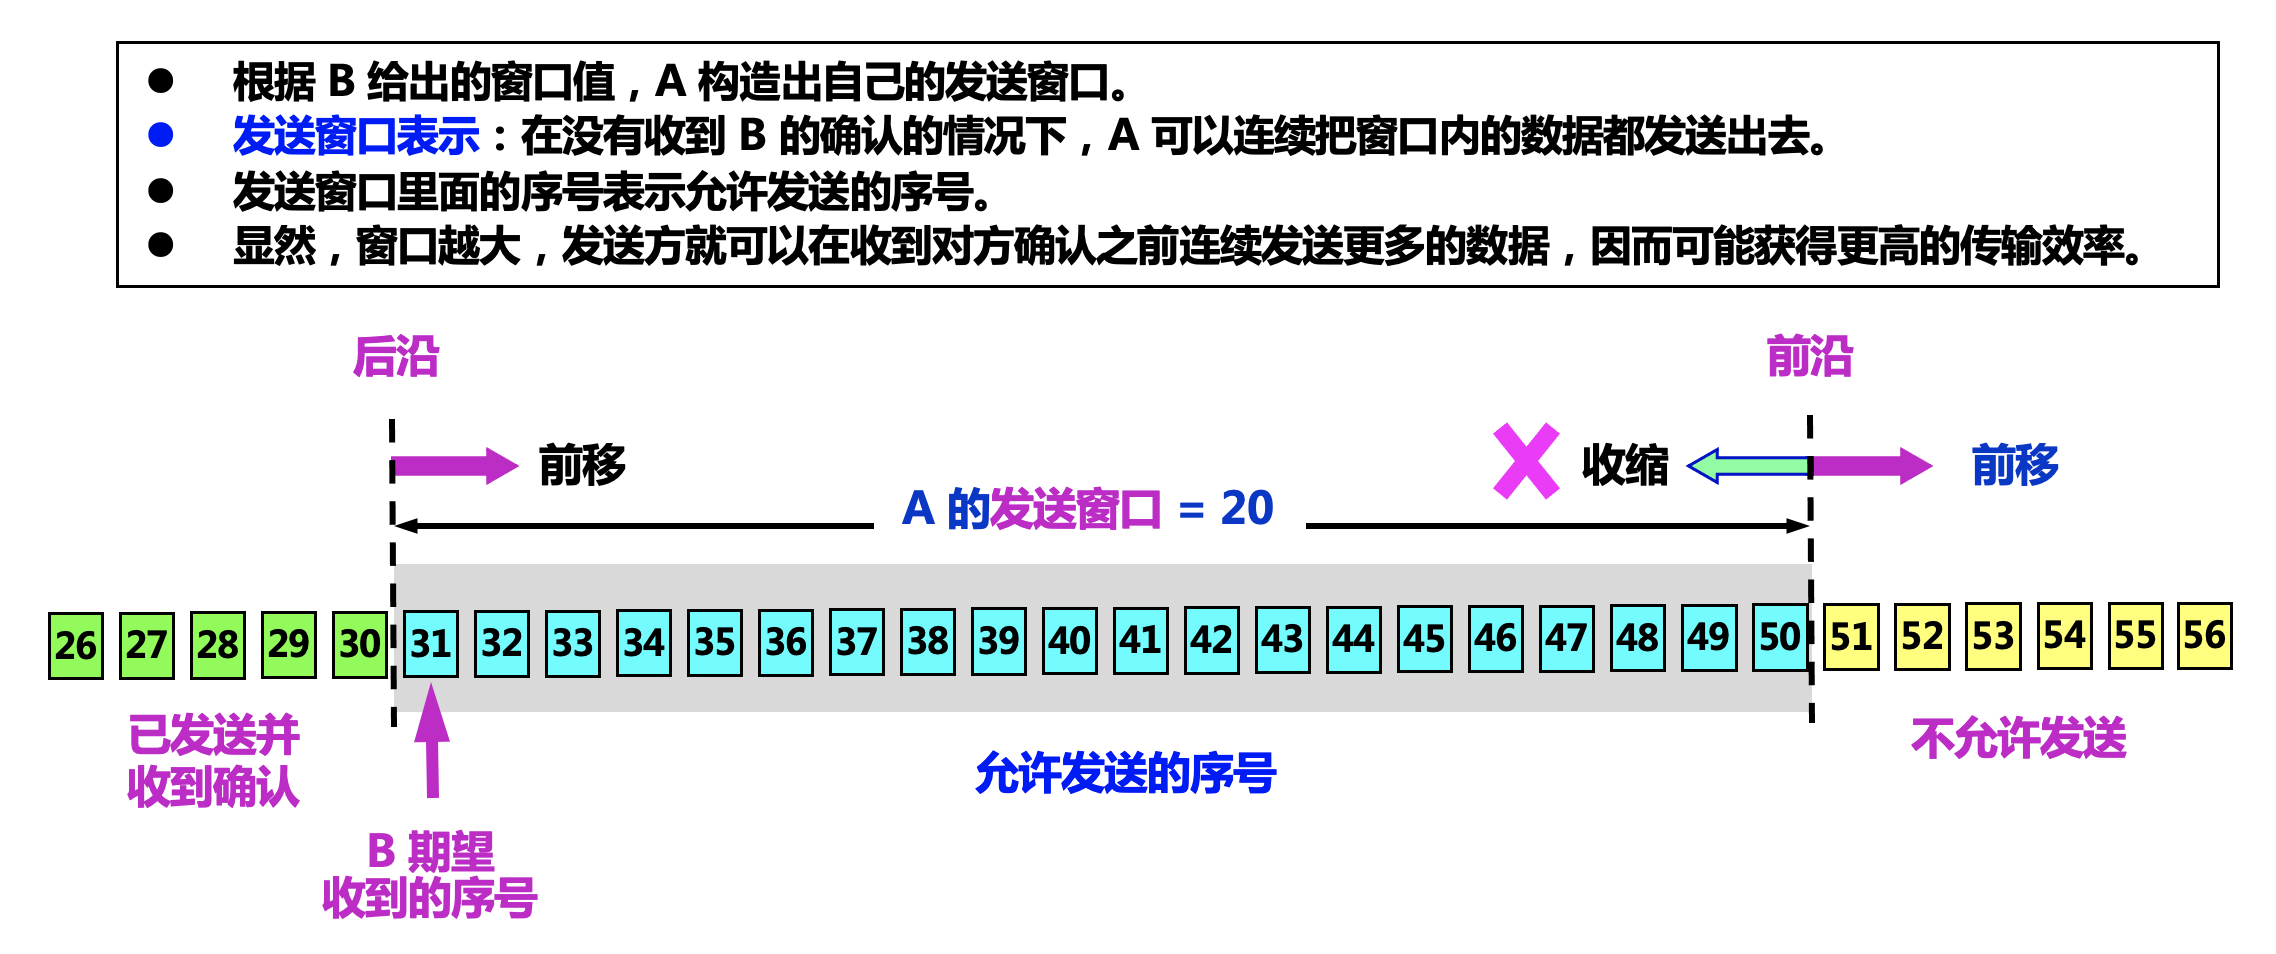 ● 根据 B 给出的窗口值，A 构造出自己的发送窗口。
● 发送窗口表示：在没有收到 B 的确认的情况下，A 可以连续把窗口内的数据都发送出去。
● 发送窗口里面的序号表示允许发送的序号。
● 显然，窗口越大，发送方就可以在收到对方确认之前连续发送更多的数据，因而可能获得更高的传输效率。
后沿 前沿
前移 收缩 前移
A 的发送窗口 = 20
26 27 28 29 30 31 32 33 34 35 36 37 38 39 40 41 42 43 44 45 46 47 48 49 50 51 52 53 54 55 56
已发送并
收到确认
不允许发送
允许发送的序号
B 期望
收到的序号